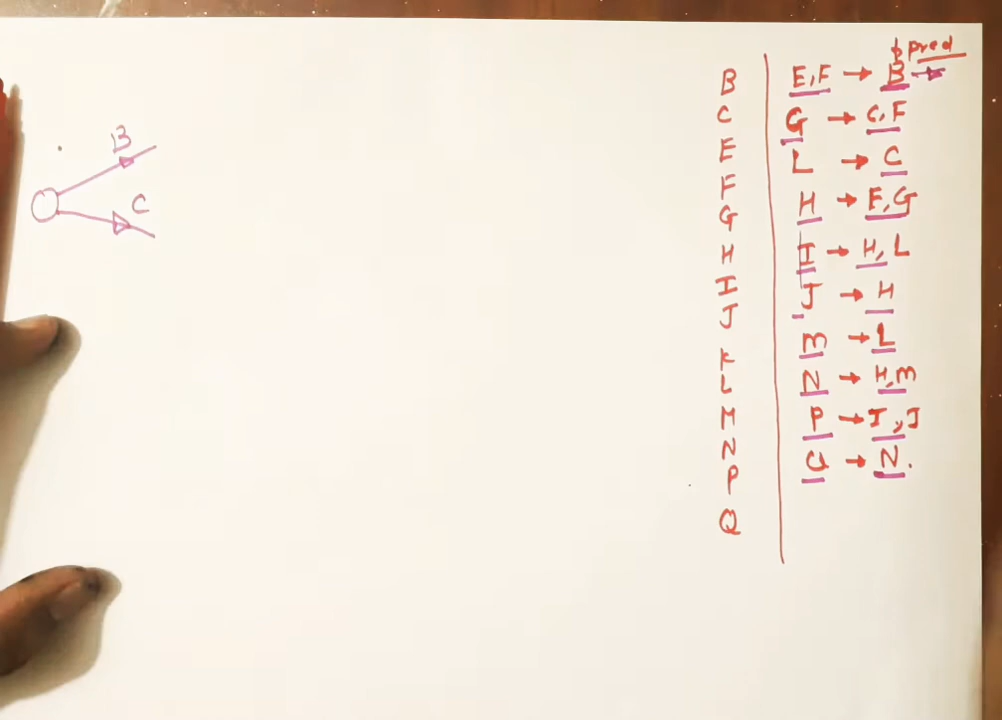 pred
B E,F → B
C G → C,F
E L → C
F H → F,G
G I → H, L
H J → H
I M → L
J N → H,M
K P → I,J
L Q → N.
M
N
P
Q
B
C